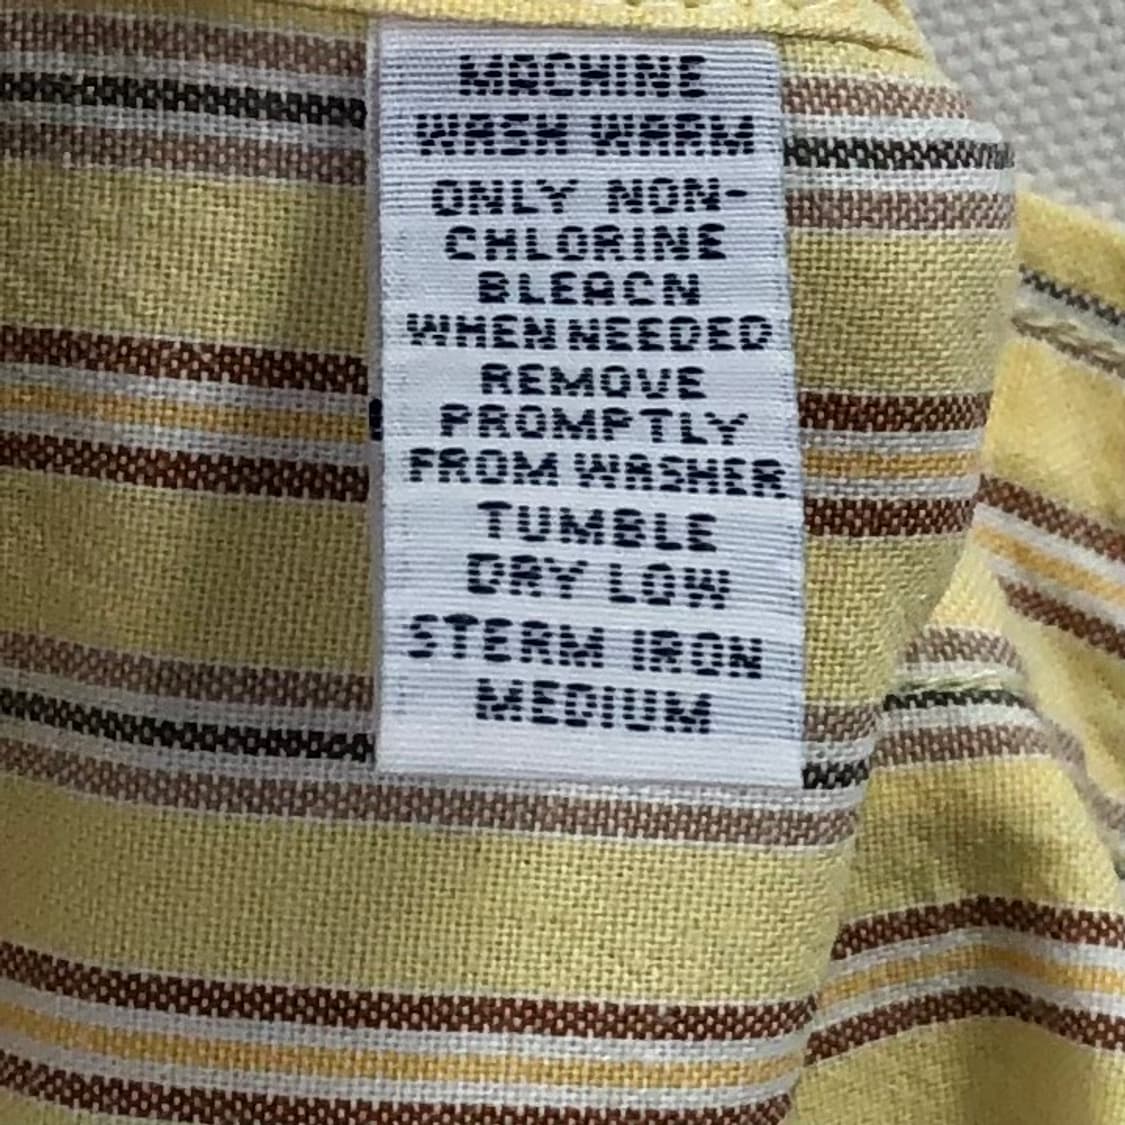 MACHINE
WASH WARM
ONLY NON-
CHLORINE
BLEACN
WHEN NEEDED
REMOVE
PROMPTLY
FROM WASHER
TUMBLE
DRY LOW
STERM IRON
MEDIUM